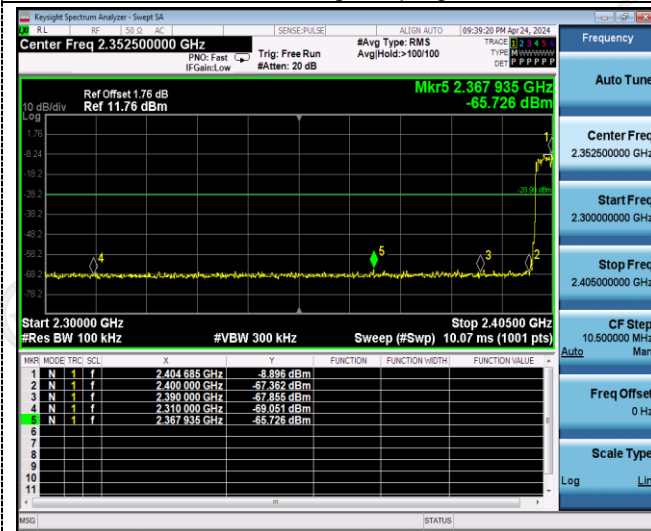 Keysight Spectrum Analyzer - Swept SA
RL RF 50 Ω AC SENSE:PULSE ALIGN AUTO 09:39:20 PM Apr 24, 2024
Center Freq 2.352500000 GHz
PNO: Fast
IFGain:Low
Trig: Free Run
#Atten: 20 dB
#Avg Type: RMS
Avg|Hold:>100/100
TRACE 1 2 3 4 5 6
TYPE M W W W W W
DET P P P P P P
Mkr5 2.367 935 GHz
-65.726 dBm
Ref Offset 1.76 dB
10 dB/div Ref 11.76 dBm
Log
1.76
-8.24
-18.2
-28.2
-38.2
-48.2
-58.2
-68.2
-78.2
1
-28.90 dBm
4
5
3
2
Start 2.30000 GHz Stop 2.40500 GHz
#Res BW 100 kHz #VBW 300 kHz Sweep (#Swp) 10.07 ms (1001 pts)
MKR MODE TRC SCL X Y FUNCTION FUNCTION WIDTH FUNCTION VALUE
1 N 1 f 2.404 685 GHz -8.896 dBm
2 N 1 f 2.400 000 GHz -67.362 dBm
3 N 1 f 2.390 000 GHz -67.855 dBm
4 N 1 f 2.310 000 GHz -69.051 dBm
5 N 1 f 2.367 935 GHz -65.726 dBm
6
7
8
9
10
11
MSG STATUS
Frequency
Auto Tune
Center Freq
2.352500000 GHz
Start Freq
2.300000000 GHz
Stop Freq
2.405000000 GHz
CF Step
10.500000 MHz
Auto Man
Freq Offset
0 Hz
Scale Type
Log Lin